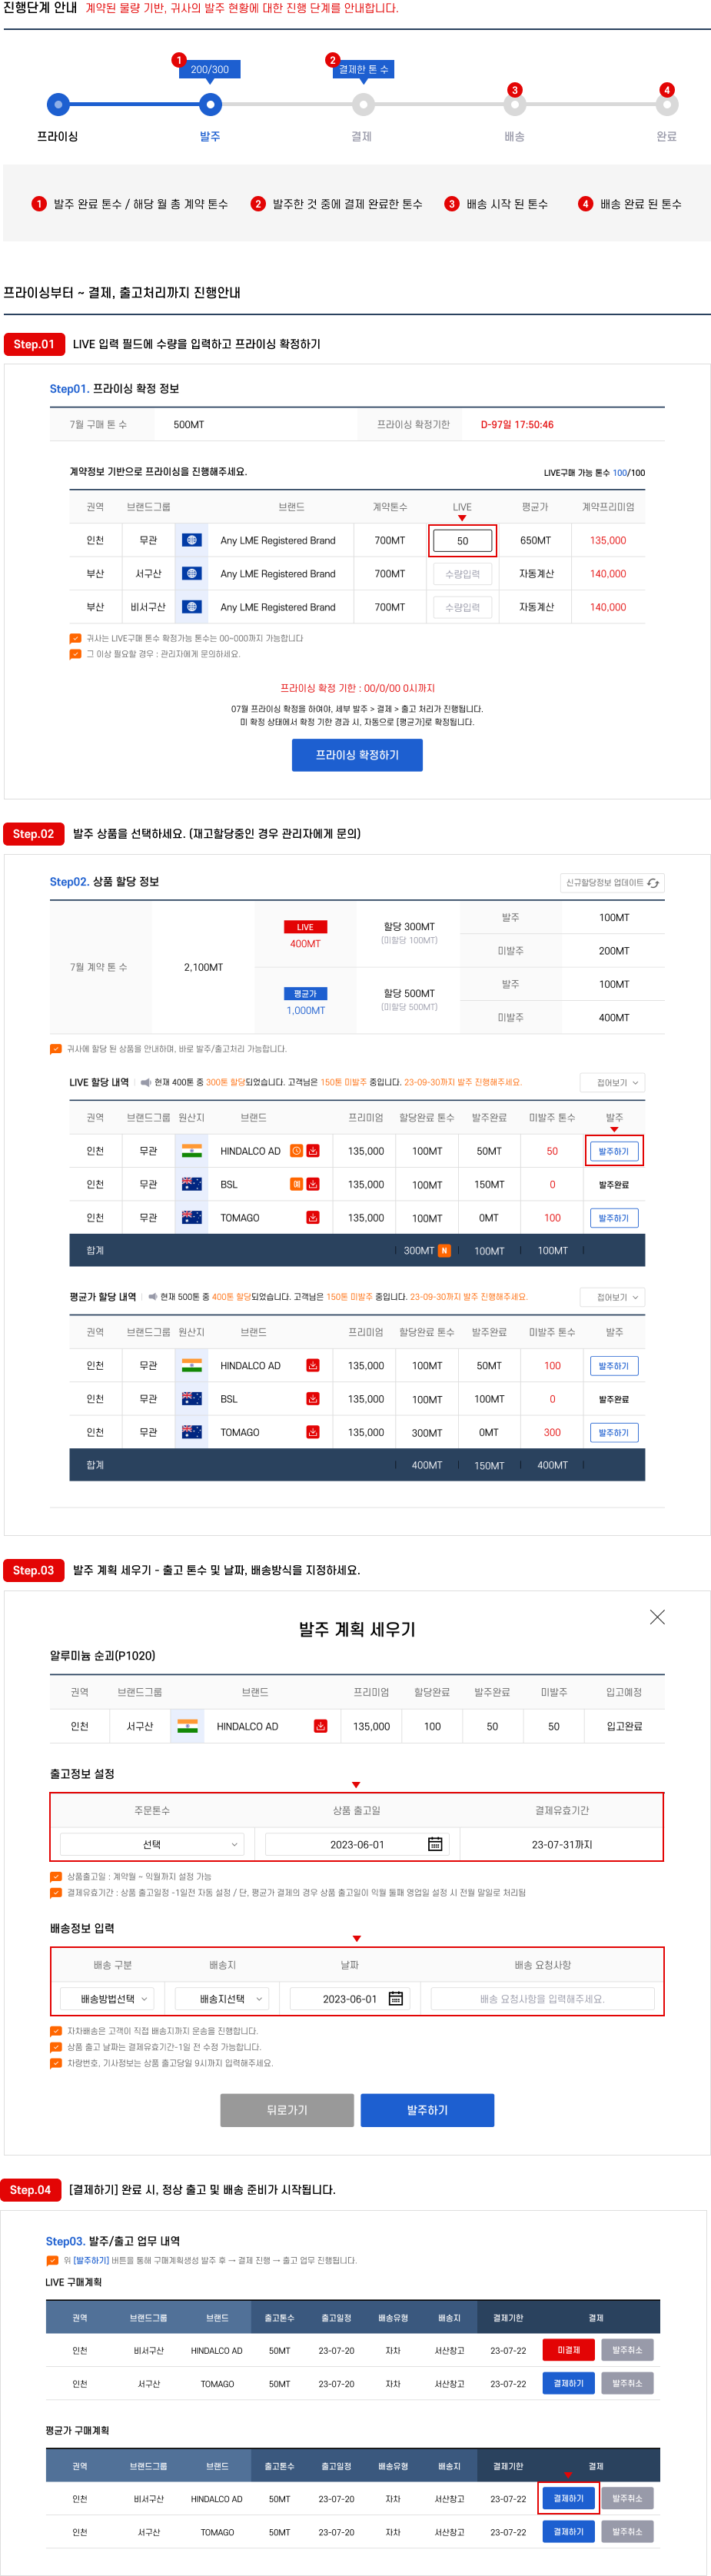 진행단계 안내 계약된 물량 기반, 귀사의 발주 현황에 대한 진행 단계를 안내합니다.
1 200/300 2 결제한 톤 수
3 4
프라이싱 발주 결제 배송 완료
1 발주 완료 톤수 / 해당 월 총 계약 톤수 2 발주한 것 중에 결제 완료한 톤수 3 배송 시작 된 톤수 4 배송 완료 된 톤수
프라이싱부터 ~ 결제, 출고처리까지 진행안내
Step.01 LIVE 입력 필드에 수량을 입력하고 프라이싱 확정하기
Step01. 프라이싱 확정 정보
7월 구매 톤 수 500MT 프라이싱 확정기한 D-97일 17:50:46
계약정보 기반으로 프라이싱을 진행해주세요. LIVE구매 가능 톤수 100/100
권역 브랜드그룹 브랜드 계약톤수 LIVE 평균가 계약프리미엄
인천 무관 Any LME Registered Brand 700MT 50 650MT 135,000
부산 서구산 Any LME Registered Brand 700MT 수량입력 자동계산 140,000
부산 비서구산 Any LME Registered Brand 700MT 수량입력 자동계산 140,000
귀사는 LIVE구매 톤수 확정가능 톤수는 00~000까지 가능합니다
그 이상 필요할 경우 : 관리자에게 문의하세요.
프라이싱 확정 기한 : 00/0/00 0시까지
07월 프라이싱 확정을 하여야, 세부 발주 > 결제 > 출고 처리가 진행됩니다.
미 확정 상태에서 확정 기한 경과 시, 자동으로 [평균가]로 확정됩니다.
프라이싱 확정하기
Step.02 발주 상품을 선택하세요. (재고할당중인 경우 관리자에게 문의)
Step02. 상품 할당 정보 신규할당정보 업데이트
7월 계약 톤 수 2,100MT LIVE 400MT 할당 300MT (미할당 100MT) 발주 100MT
미발주 200MT
평균가 1,000MT 할당 500MT (미할당 500MT) 발주 100MT
미발주 400MT
귀사에 할당 된 상품을 안내하며, 바로 발주/출고처리 가능합니다.
LIVE 할당 내역 현재 400톤 중 300톤 할당되었습니다. 고객님은 150톤 미발주 중입니다. 23-09-30까지 발주 진행해주세요. 접어보기
권역 브랜드그룹 원산지 브랜드 프리미엄 할당완료 톤수 발주완료 미발주 톤수 발주
인천 무관 HINDALCO AD 135,000 100MT 50MT 50 발주하기
인천 무관 BSL 예 135,000 100MT 150MT 0 발주완료
인천 무관 TOMAGO 135,000 100MT 0MT 100 발주하기
합계 300MT N 100MT 100MT
평균가 할당 내역 현재 500톤 중 400톤 할당되었습니다. 고객님은 150톤 미발주 중입니다. 23-09-30까지 발주 진행해주세요. 접어보기
권역 브랜드그룹 원산지 브랜드 프리미엄 할당완료 톤수 발주완료 미발주 톤수 발주
인천 무관 HINDALCO AD 135,000 100MT 50MT 100 발주하기
인천 무관 BSL 135,000 100MT 100MT 0 발주완료
인천 무관 TOMAGO 135,000 300MT 0MT 300 발주하기
합계 400MT 150MT 400MT
Step.03 발주 계획 세우기 - 출고 톤수 및 날짜, 배송방식을 지정하세요.
발주 계획 세우기
알루미늄 순괴(P1020)
권역 브랜드그룹 브랜드 프리미엄 할당완료 발주완료 미발주 입고예정
인천 서구산 HINDALCO AD 135,000 100 50 50 입고완료
출고정보 설정
주문톤수 상품 출고일 결제유효기간
선택 2023-06-01 23-07-31까지
상품출고일 : 계약월 ~ 익월까지 설정 가능
결제유효기간 : 상품 출고일정 -1일전 자동 설정 / 단, 평균가 결제의 경우 상품 출고일이 익월 둘째 영업일 설정 시 전월 말일로 처리됨
배송정보 입력
배송 구분 배송지 날짜 배송 요청사항
배송방법선택 배송지선택 2023-06-01 배송 요청사항을 입력해주세요.
자차배송은 고객이 직접 배송지까지 운송을 진행합니다.
상품 출고 날짜는 결제유효기간-1일 전 수정 가능합니다.
차량번호, 기사정보는 상품 출고당일 9시까지 입력해주세요.
뒤로가기 발주하기
Step.04 [결제하기] 완료 시, 정상 출고 및 배송 준비가 시작됩니다.
Step03. 발주/출고 업무 내역
위 [발주하기] 버튼을 통해 구매계획생성 발주 후 → 결제 진행 → 출고 업무 진행됩니다.
LIVE 구매계획
권역 브랜드그룹 브랜드 출고톤수 출고일정 배송유형 배송지 결제기한 결제
인천 비서구산 HINDALCO AD 50MT 23-07-20 자차 서산창고 23-07-22 미결제 발주취소
인천 서구산 TOMAGO 50MT 23-07-20 자차 서산창고 23-07-22 결제하기 발주취소
평균가 구매계획
권역 브랜드그룹 브랜드 출고톤수 출고일정 배송유형 배송지 결제기한 결제
인천 비서구산 HINDALCO AD 50MT 23-07-20 자차 서산창고 23-07-22 결제하기 발주취소
인천 서구산 TOMAGO 50MT 23-07-20 자차 서산창고 23-07-22 결제하기 발주취소